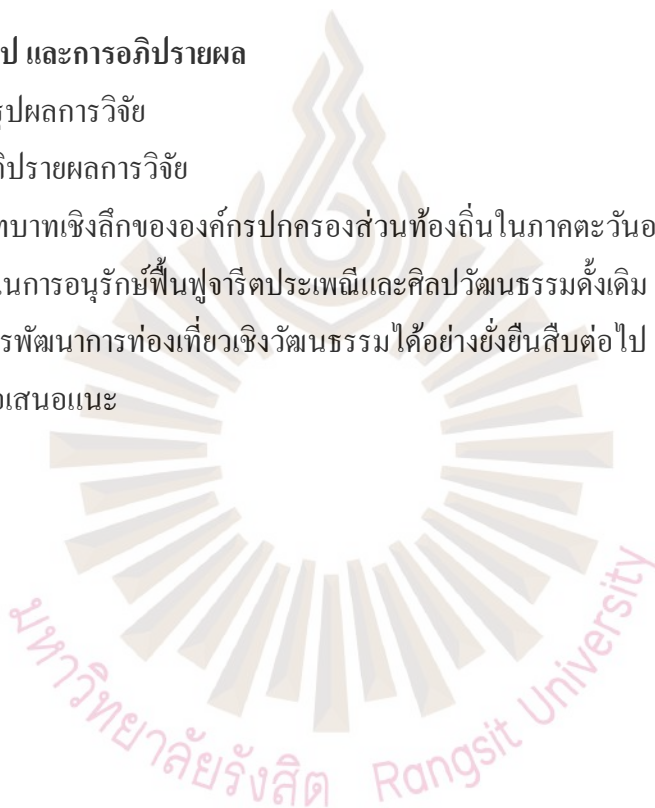 ป และการอภิปรายผล
รุปผลการวิจัย
ภิปรายผลการวิจัย
ทบาทเชิงลึกขององค์กรปกครองส่วนท้องถิ่นในภาคตะวันอ
นการอนุรักษ์ฟื้นฟูจารีตประเพณีและศิลปวัฒนธรรมดั้งเดิม
รพัฒนาการท่องเที่ยวเชิงวัฒนธรรมได้อย่างยั่งยืนสืบต่อไป
อเสนอแนะ
มหาวิทยาลัยรังสิต Rangsit University